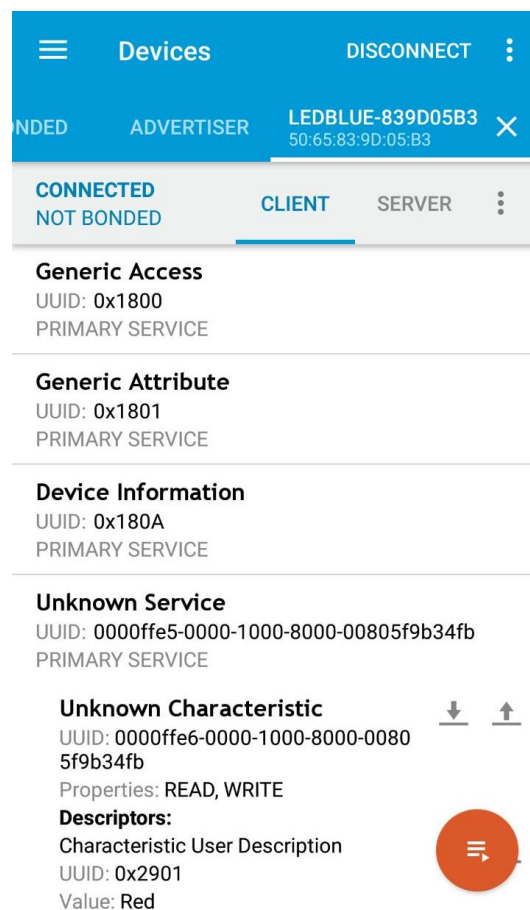 Devices
DISCONNECT
NDED
ADVERTISER
LEDBLUE-839D05B3
50:65:83:9D:05:B3
CONNECTED
NOT BONDED
CLIENT
SERVER
Generic Access
UUID: 0x1800
PRIMARY SERVICE
Generic Attribute
UUID: 0x1801
PRIMARY SERVICE
Device Information
UUID: 0x180A
PRIMARY SERVICE
Unknown Service
UUID: 0000ffe5-0000-1000-8000-00805f9b34fb
PRIMARY SERVICE
Unknown Characteristic
UUID: 0000ffe6-0000-1000-8000-0080
5f9b34fb
Properties: READ, WRITE
Descriptors:
Characteristic User Description
UUID: 0x2901
Value: Red